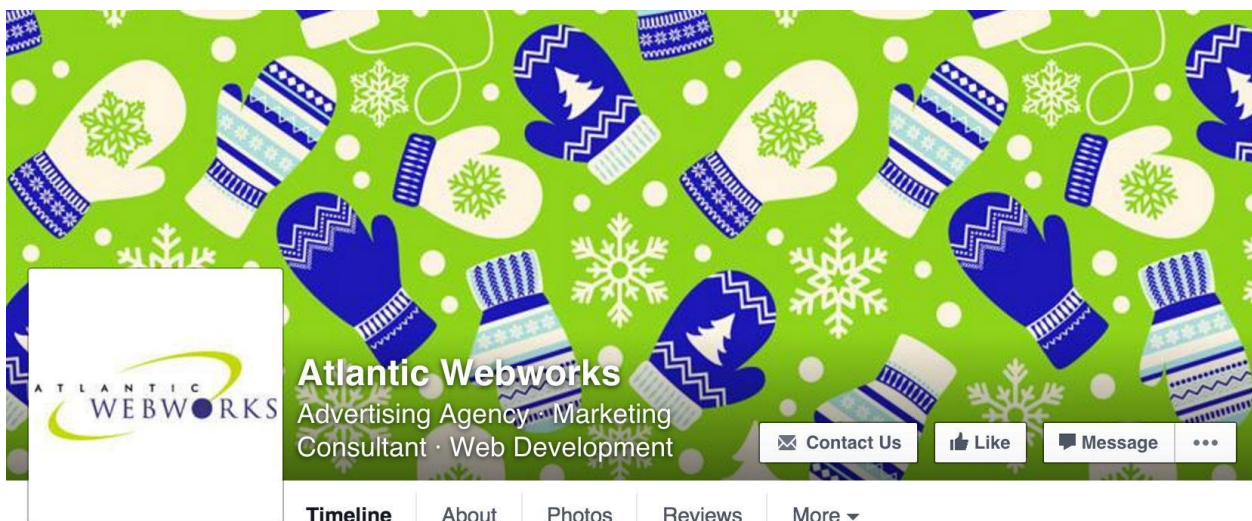 ATLANTIC
WEBWORKS
Atlantic Webworks
Advertising Agency · Marketing
Consultant · Web Development
Contact Us
Like
Message
Timeline
About
Photos
Reviews
More